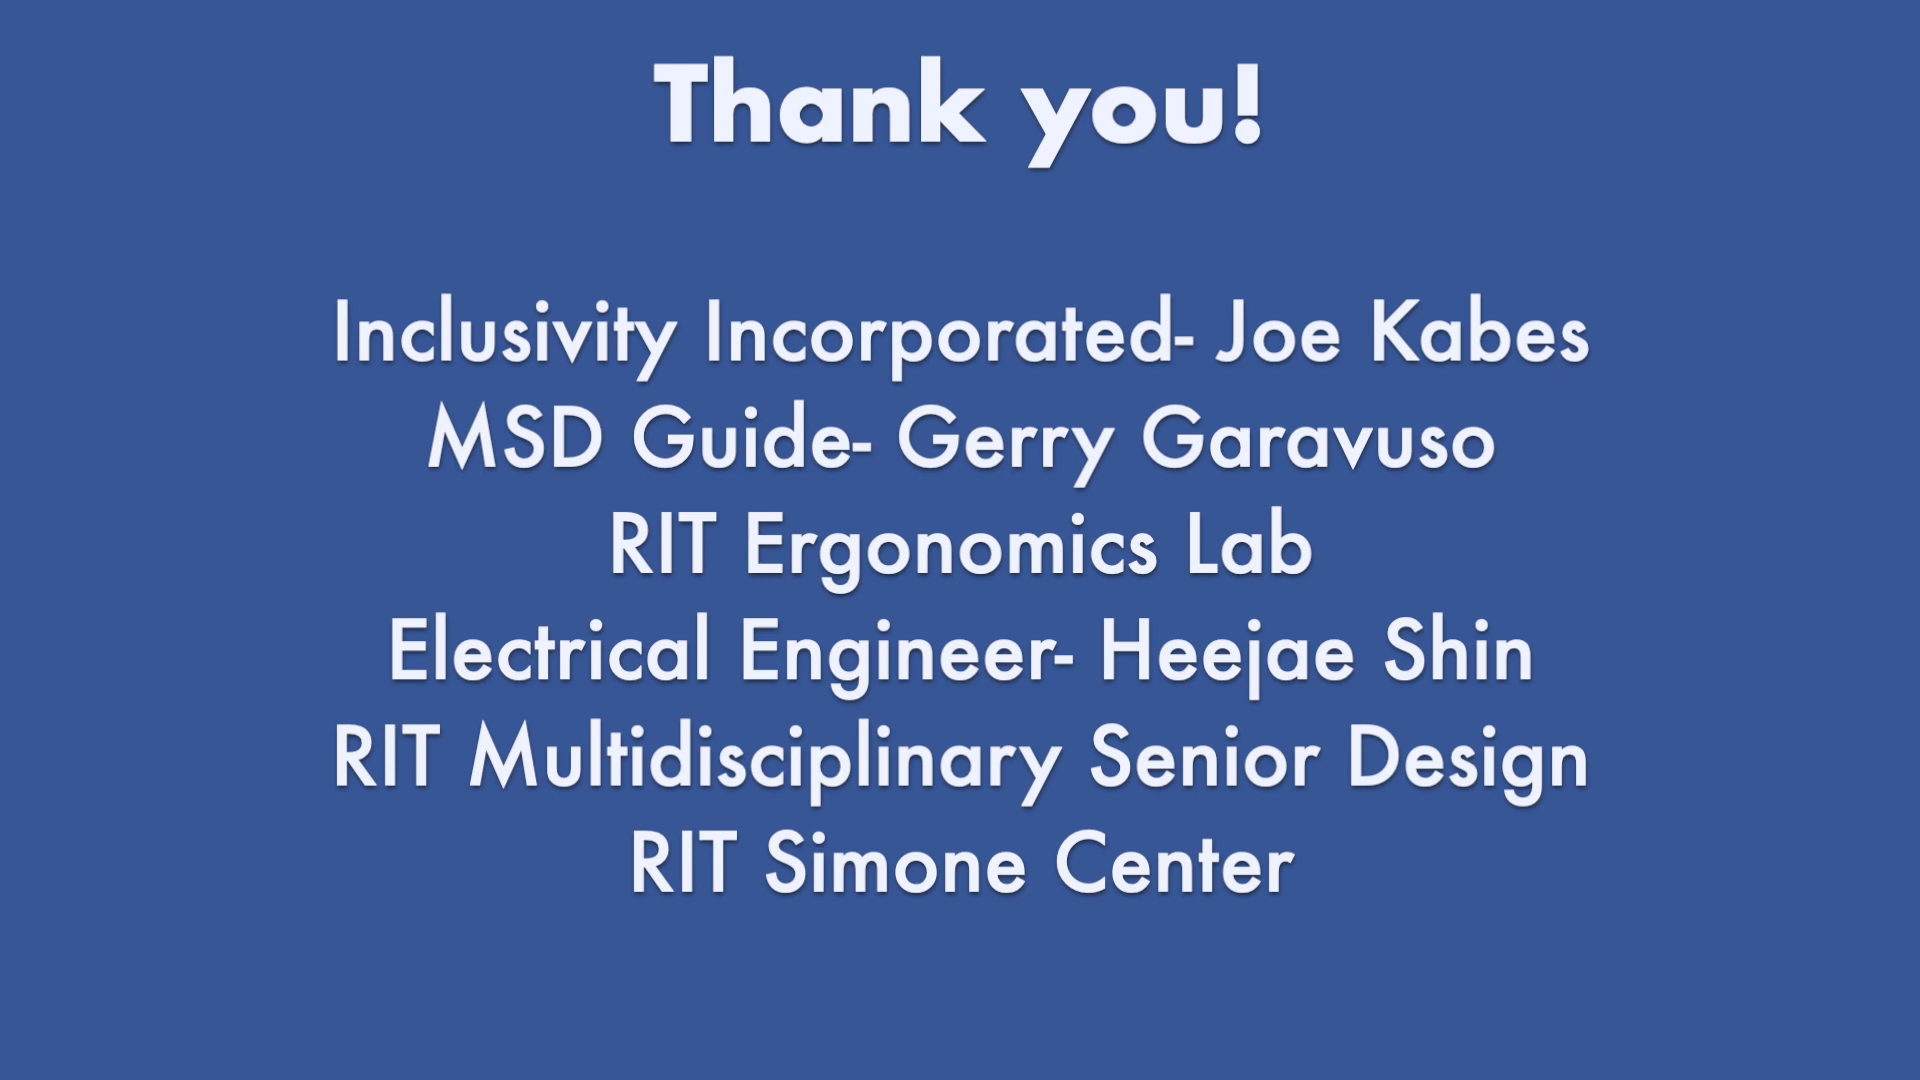 Thank you!
Inclusivity Incorporated- Joe Kabes
MSD Guide- Gerry Garavuso
RIT Ergonomics Lab
Electrical Engineer- Heejae Shin
RIT Multidisciplinary Senior Design
RIT Simone Center